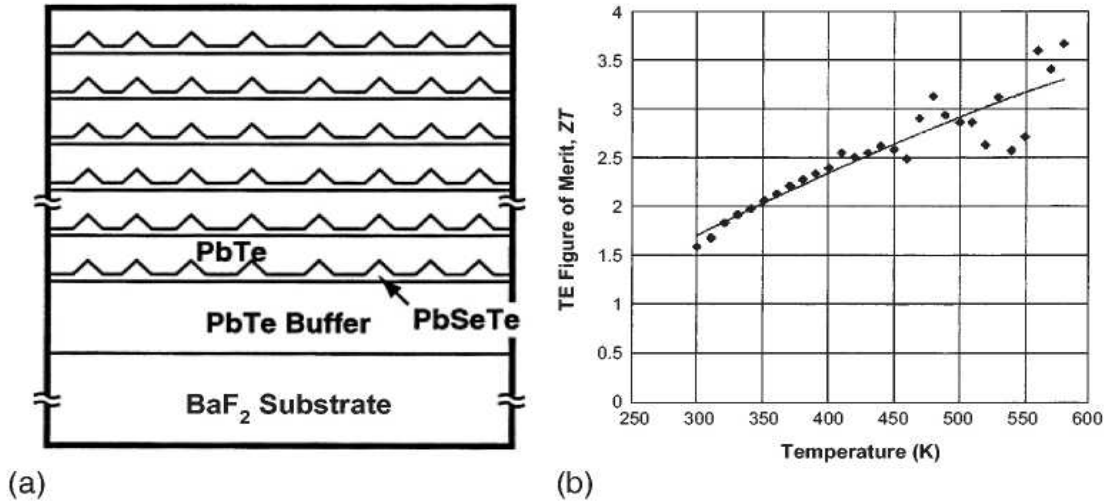 PbTe
PbTe Buffer
PbSeTe
BaF₂ Substrate
(a)
TE Figure of Merit, ZT
4
3.5
3
2.5
2
1.5
1
0.5
0
250 300 350 400 450 500 550 600
Temperature (K)
(b)